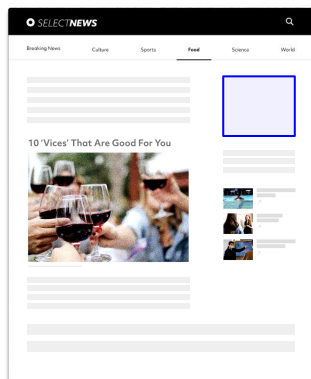 SELECTNEWS
Breaking News Culture Sports Food Science World
10 'Vices' That Are Good For You